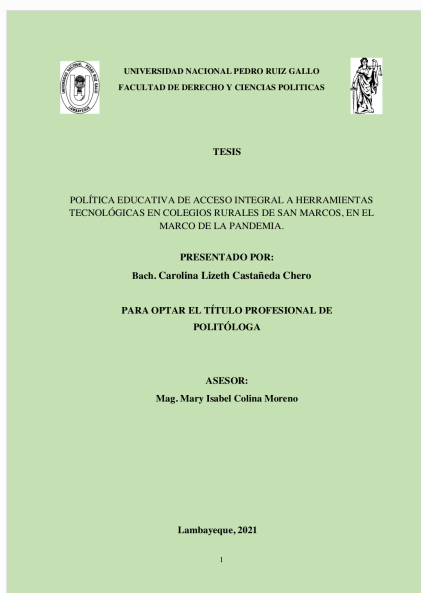 UNIVERSIDAD NACIONAL PEDRO RUIZ GALLO
FACULTAD DE DERECHO Y CIENCIAS POLITICAS
TESIS
POLÍTICA EDUCATIVA DE ACCESO INTEGRAL A HERRAMIENTAS
TECNOLÓGICAS EN COLEGIOS RURALES DE SAN MARCOS, EN EL
MARCO DE LA PANDEMIA.
PRESENTADO POR:
Bach. Carolina Lizeth Castañeda Chero
PARA OPTAR EL TÍTULO PROFESIONAL DE
POLITÓLOGA
ASESOR:
Mag. Mary Isabel Colina Moreno
Lambayeque, 2021
1